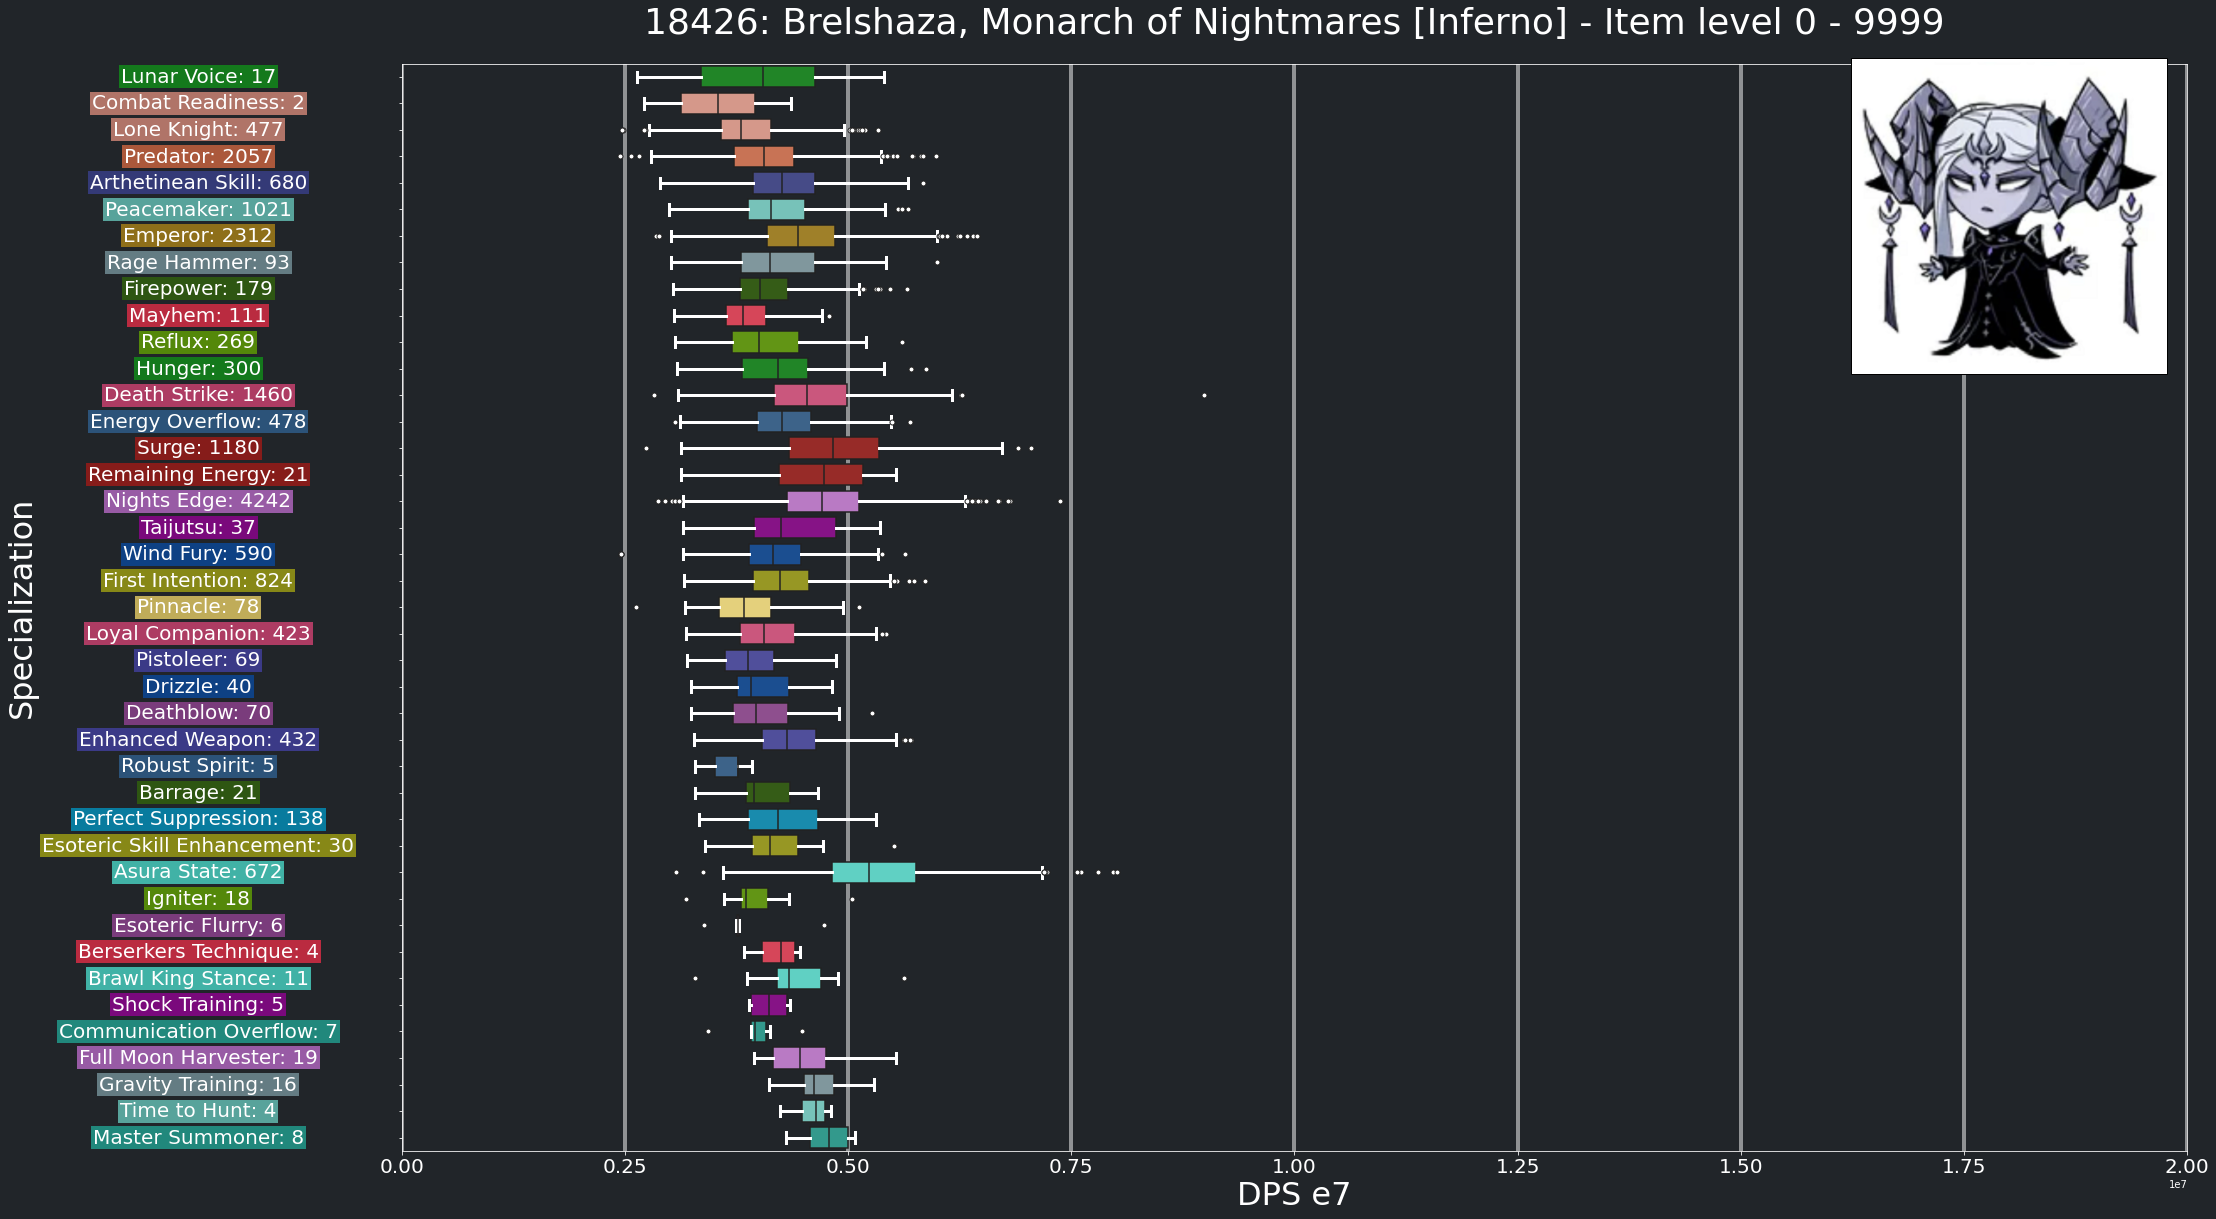 18426: Brelshaza, Monarch of Nightmares [Inferno] - Item level 0 - 9999
Lunar Voice: 17
Combat Readiness: 2
Lone Knight: 477
Predator: 2057
Arthetinean Skill: 680
Peacemaker: 1021
Emperor: 2312
Rage Hammer: 93
Firepower: 179
Mayhem: 111
Reflux: 269
Hunger: 300
Death Strike: 1460
Energy Overflow: 478
Surge: 1180
Remaining Energy: 21
Nights Edge: 4242
Taijutsu: 37
Wind Fury: 590
First Intention: 824
Pinnacle: 78
Loyal Companion: 423
Pistoleer: 69
Drizzle: 40
Deathblow: 70
Enhanced Weapon: 432
Robust Spirit: 5
Barrage: 21
Perfect Suppression: 138
Esoteric Skill Enhancement: 30
Asura State: 672
Igniter: 18
Esoteric Flurry: 6
Berserkers Technique: 4
Brawl King Stance: 11
Shock Training: 5
Communication Overflow: 7
Full Moon Harvester: 19
Gravity Training: 16
Time to Hunt: 4
Master Summoner: 8
Specialization
0.00 0.25 0.50 0.75 1.00 1.25 1.50 1.75 2.00
1e7
DPS e7